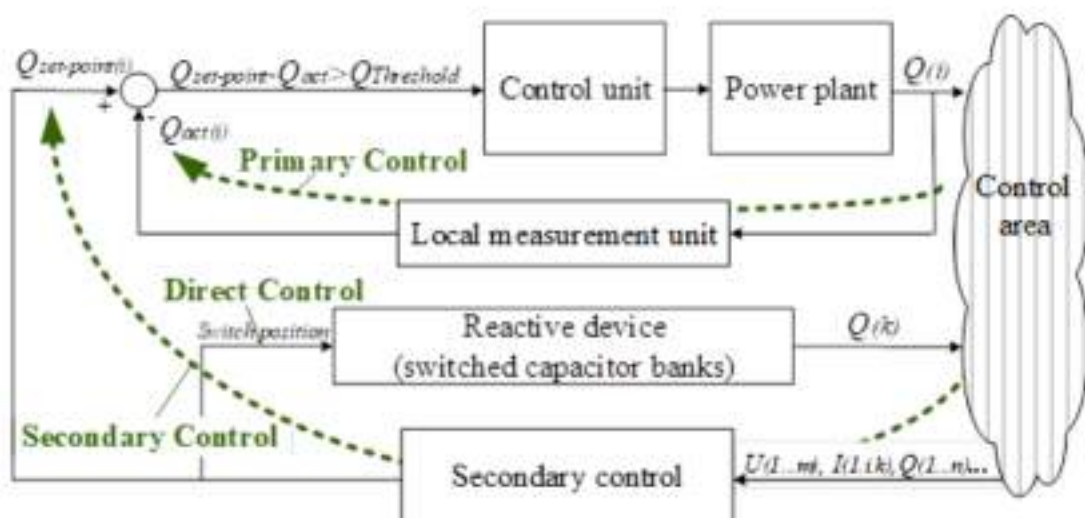 Qset-point(i)
+
-
Qset-point-Qact>QThreshold
Control unit
Power plant
Q(i)
Qact(i)
Primary Control
Local measurement unit
Control
area
Direct Control
Switch position
Reactive device
(switched capacitor banks)
Q(k)
Secondary Control
Secondary control
U(1...m), I(1...k), Q(1...n)...